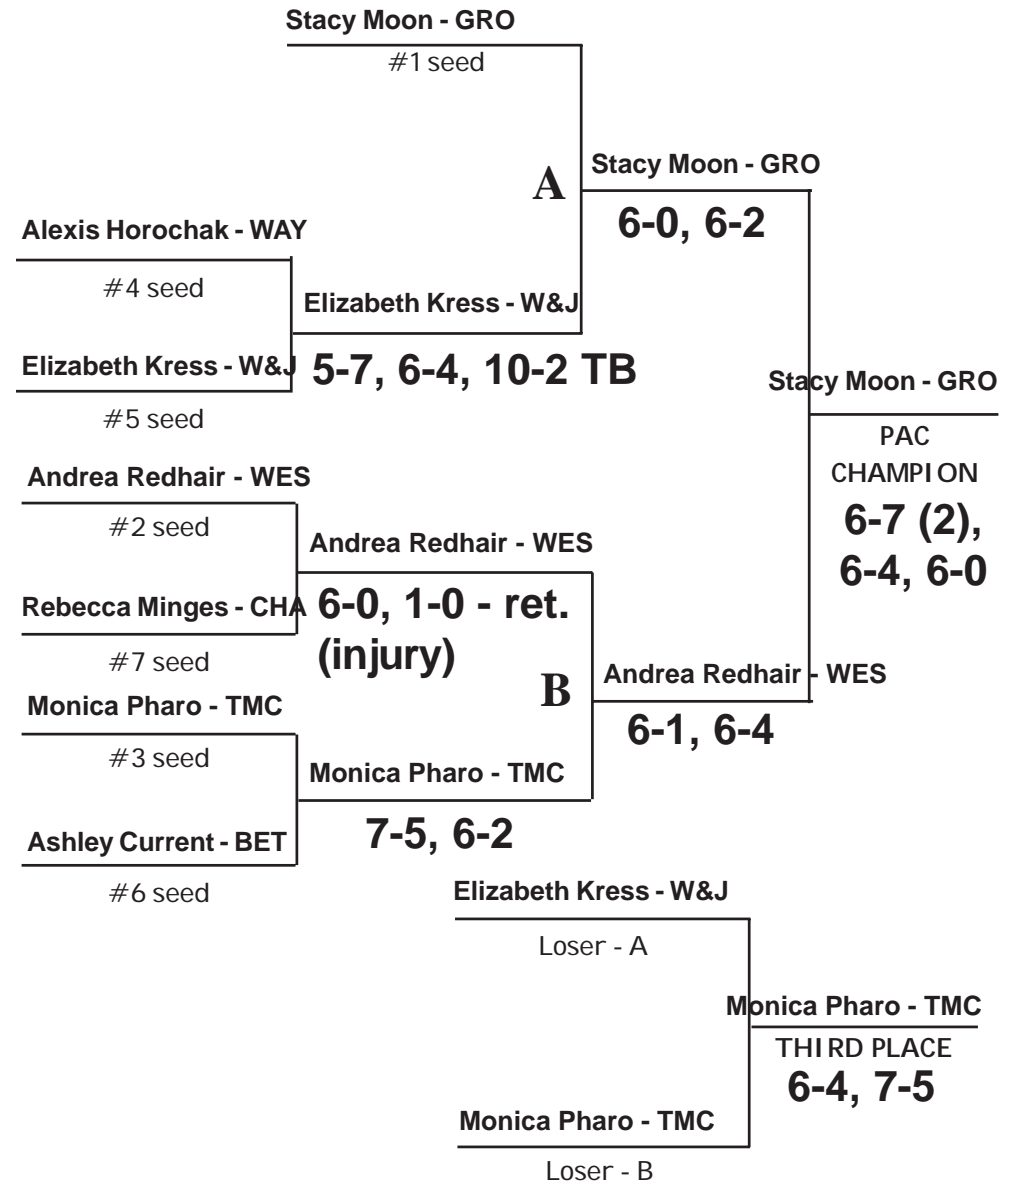 Stacy Moon - GRO
#1 seed
A
Stacy Moon - GRO
6-0, 6-2
Alexis Horochak - WAY
#4 seed
Elizabeth Kress - W&J
Elizabeth Kress - W&J
5-7, 6-4, 10-2 TB
#5 seed
Stacy Moon - GRO
PAC
CHAMPION
6-7 (2),
6-4, 6-0
Andrea Redhair - WES
#2 seed
Andrea Redhair - WES
Rebecca Minges - CHA
6-0, 1-0 - ret.
(injury)
#7 seed
B
Andrea Redhair - WES
6-1, 6-4
Monica Pharo - TMC
#3 seed
Monica Pharo - TMC
7-5, 6-2
Ashley Current - BET
#6 seed
Elizabeth Kress - W&J
Loser - A
Monica Pharo - TMC
THIRD PLACE
6-4, 7-5
Monica Pharo - TMC
Loser - B